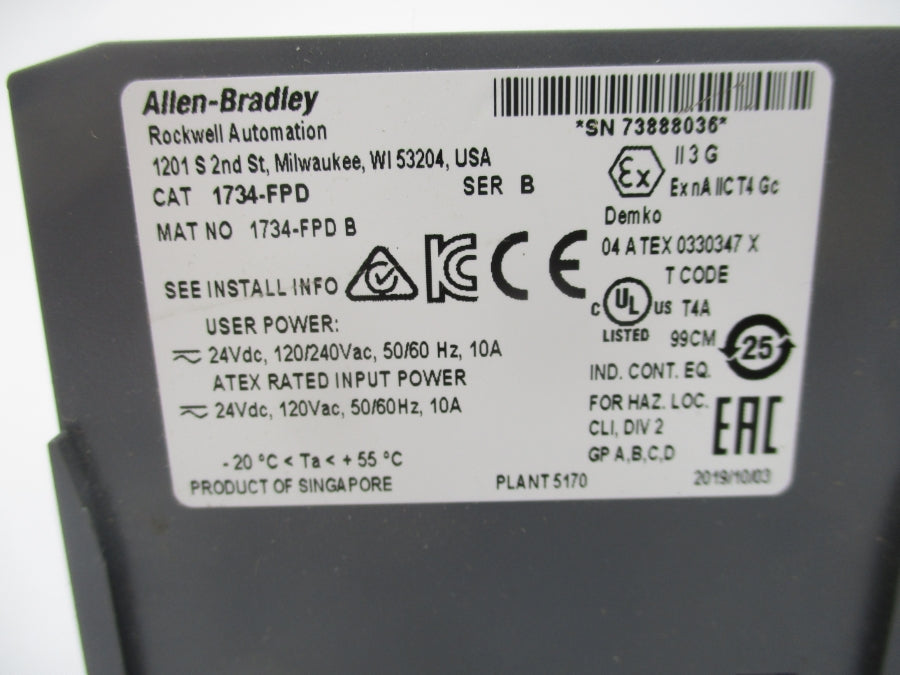 Allen-Bradley
Rockwell Automation
1201 S 2nd St, Milwaukee, WI 53204, USA
CAT 1734-FPD SER B
MAT NO 1734-FPD B
SEE INSTALL INFO
KC CE
USER POWER:
24Vdc, 120/240Vac, 50/60 Hz, 10A
ATEX RATED INPUT POWER
24Vdc, 120Vac, 50/60Hz, 10A
- 20 °C < Ta < + 55 °C
PRODUCT OF SINGAPORE
PLANT 5170
*SN 73888036*
Ex II 3 G
Ex nA IIC T4 Gc
Demko
04 ATEX 0330347 X
T CODE
C UL US T4A
LISTED 99CM
25
IND. CONT. EQ.
FOR HAZ. LOC.
CLI, DIV 2
GP A,B,C,D
EAC
2019/10/03